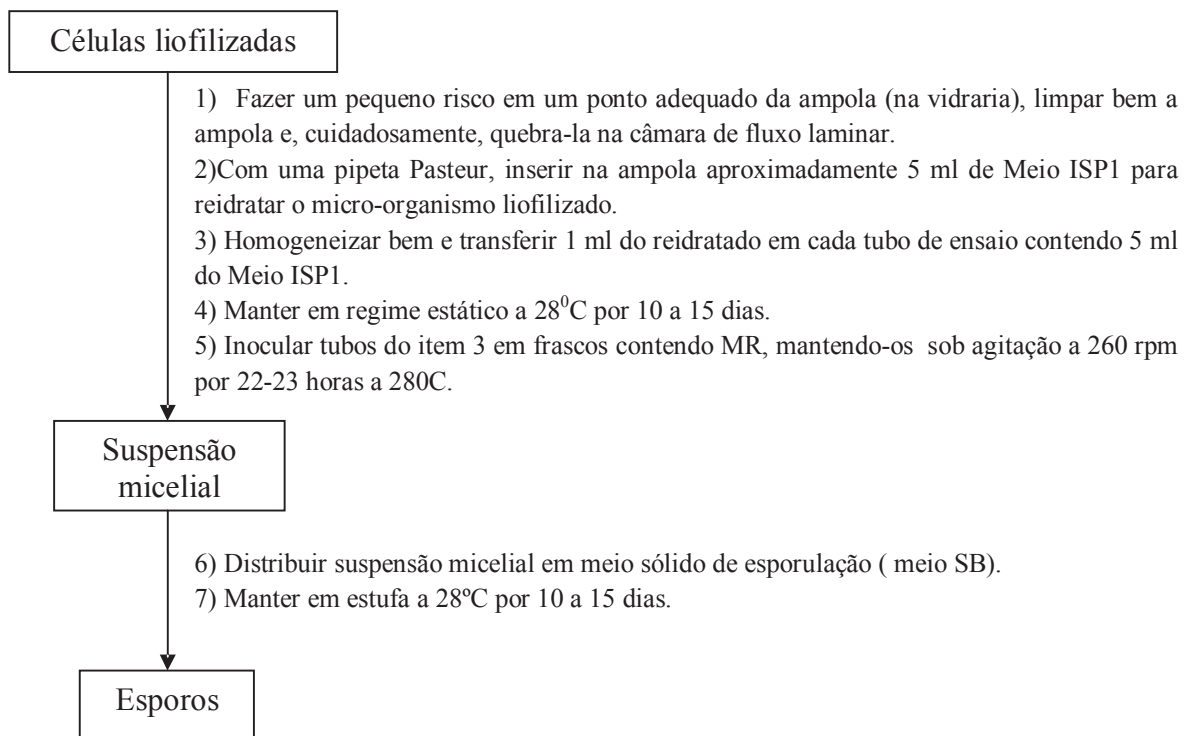 Células liofilizadas
1) Fazer um pequeno risco em um ponto adequado da ampola (na vidraria), limpar bem a
ampola e, cuidadosamente, quebra-la na câmara de fluxo laminar.
2)Com uma pipeta Pasteur, inserir na ampola aproximadamente 5 ml de Meio ISP1 para
reidratar o micro-organismo liofilizado.
3) Homogeneizar bem e transferir 1 ml do reidratado em cada tubo de ensaio contendo 5 ml
do Meio ISP1.
4) Manter em regime estático a 28⁰C por 10 a 15 dias.
5) Inocular tubos do item 3 em frascos contendo MR, mantendo-os sob agitação a 260 rpm
por 22-23 horas a 280C.
Suspensão
micelial
6) Distribuir suspensão micelial em meio sólido de esporulação ( meio SB).
7) Manter em estufa a 28ºC por 10 a 15 dias.
Esporos